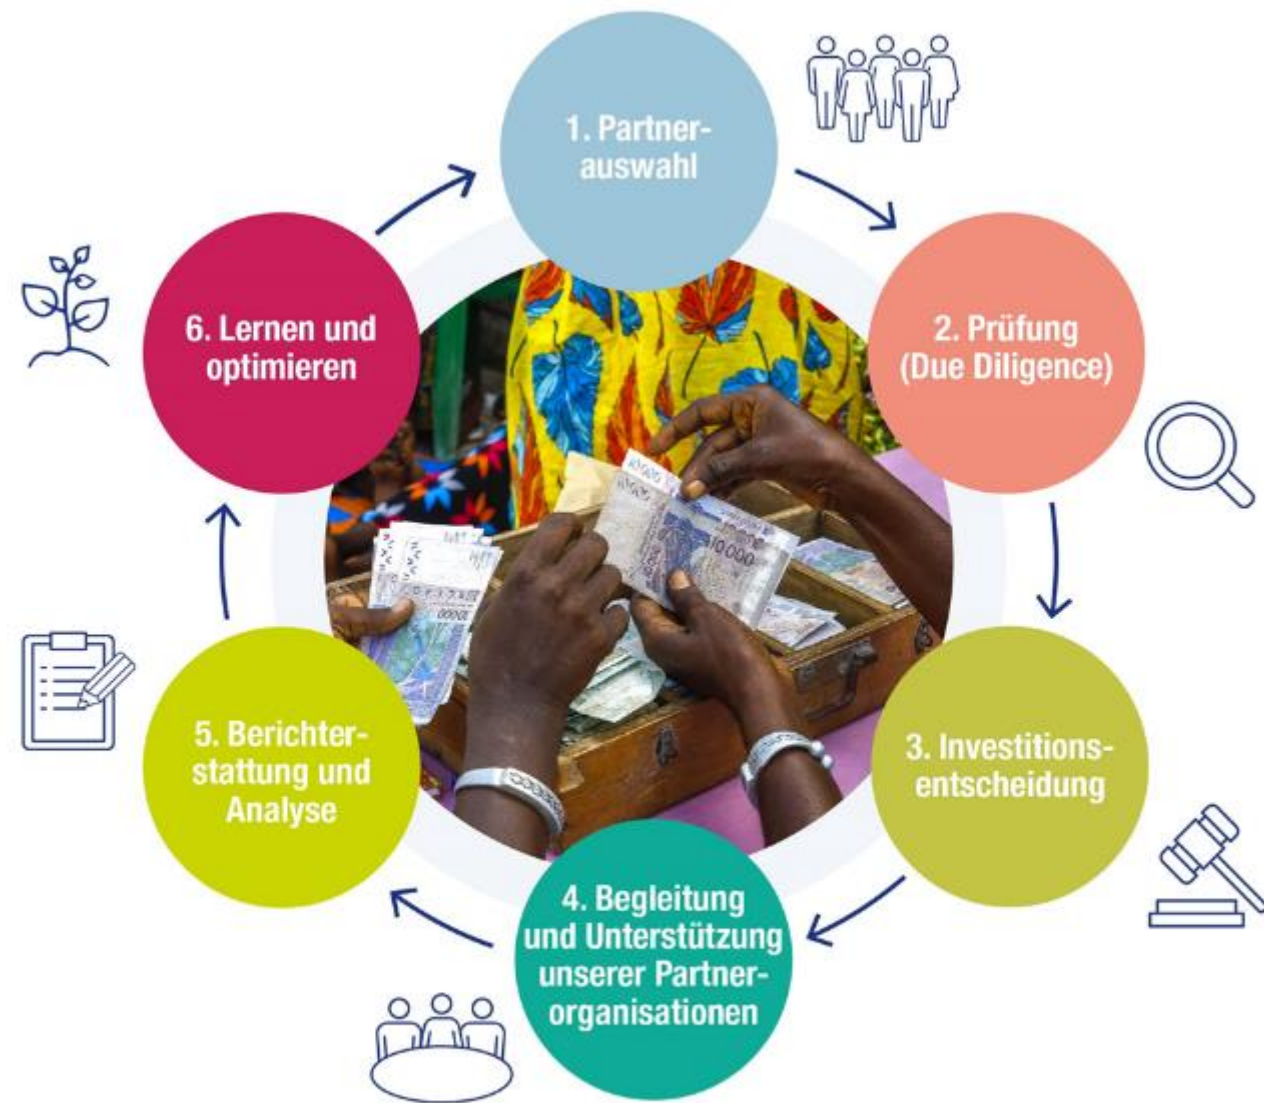 1. Partner-
auswahl
2. Prüfung
(Due Diligence)
3. Investitions-
entscheidung
4. Begleitung
und Unterstützung
unserer Partner-
organisationen
5. Berichter-
stattung und
Analyse
6. Lernen und
optimieren
10000